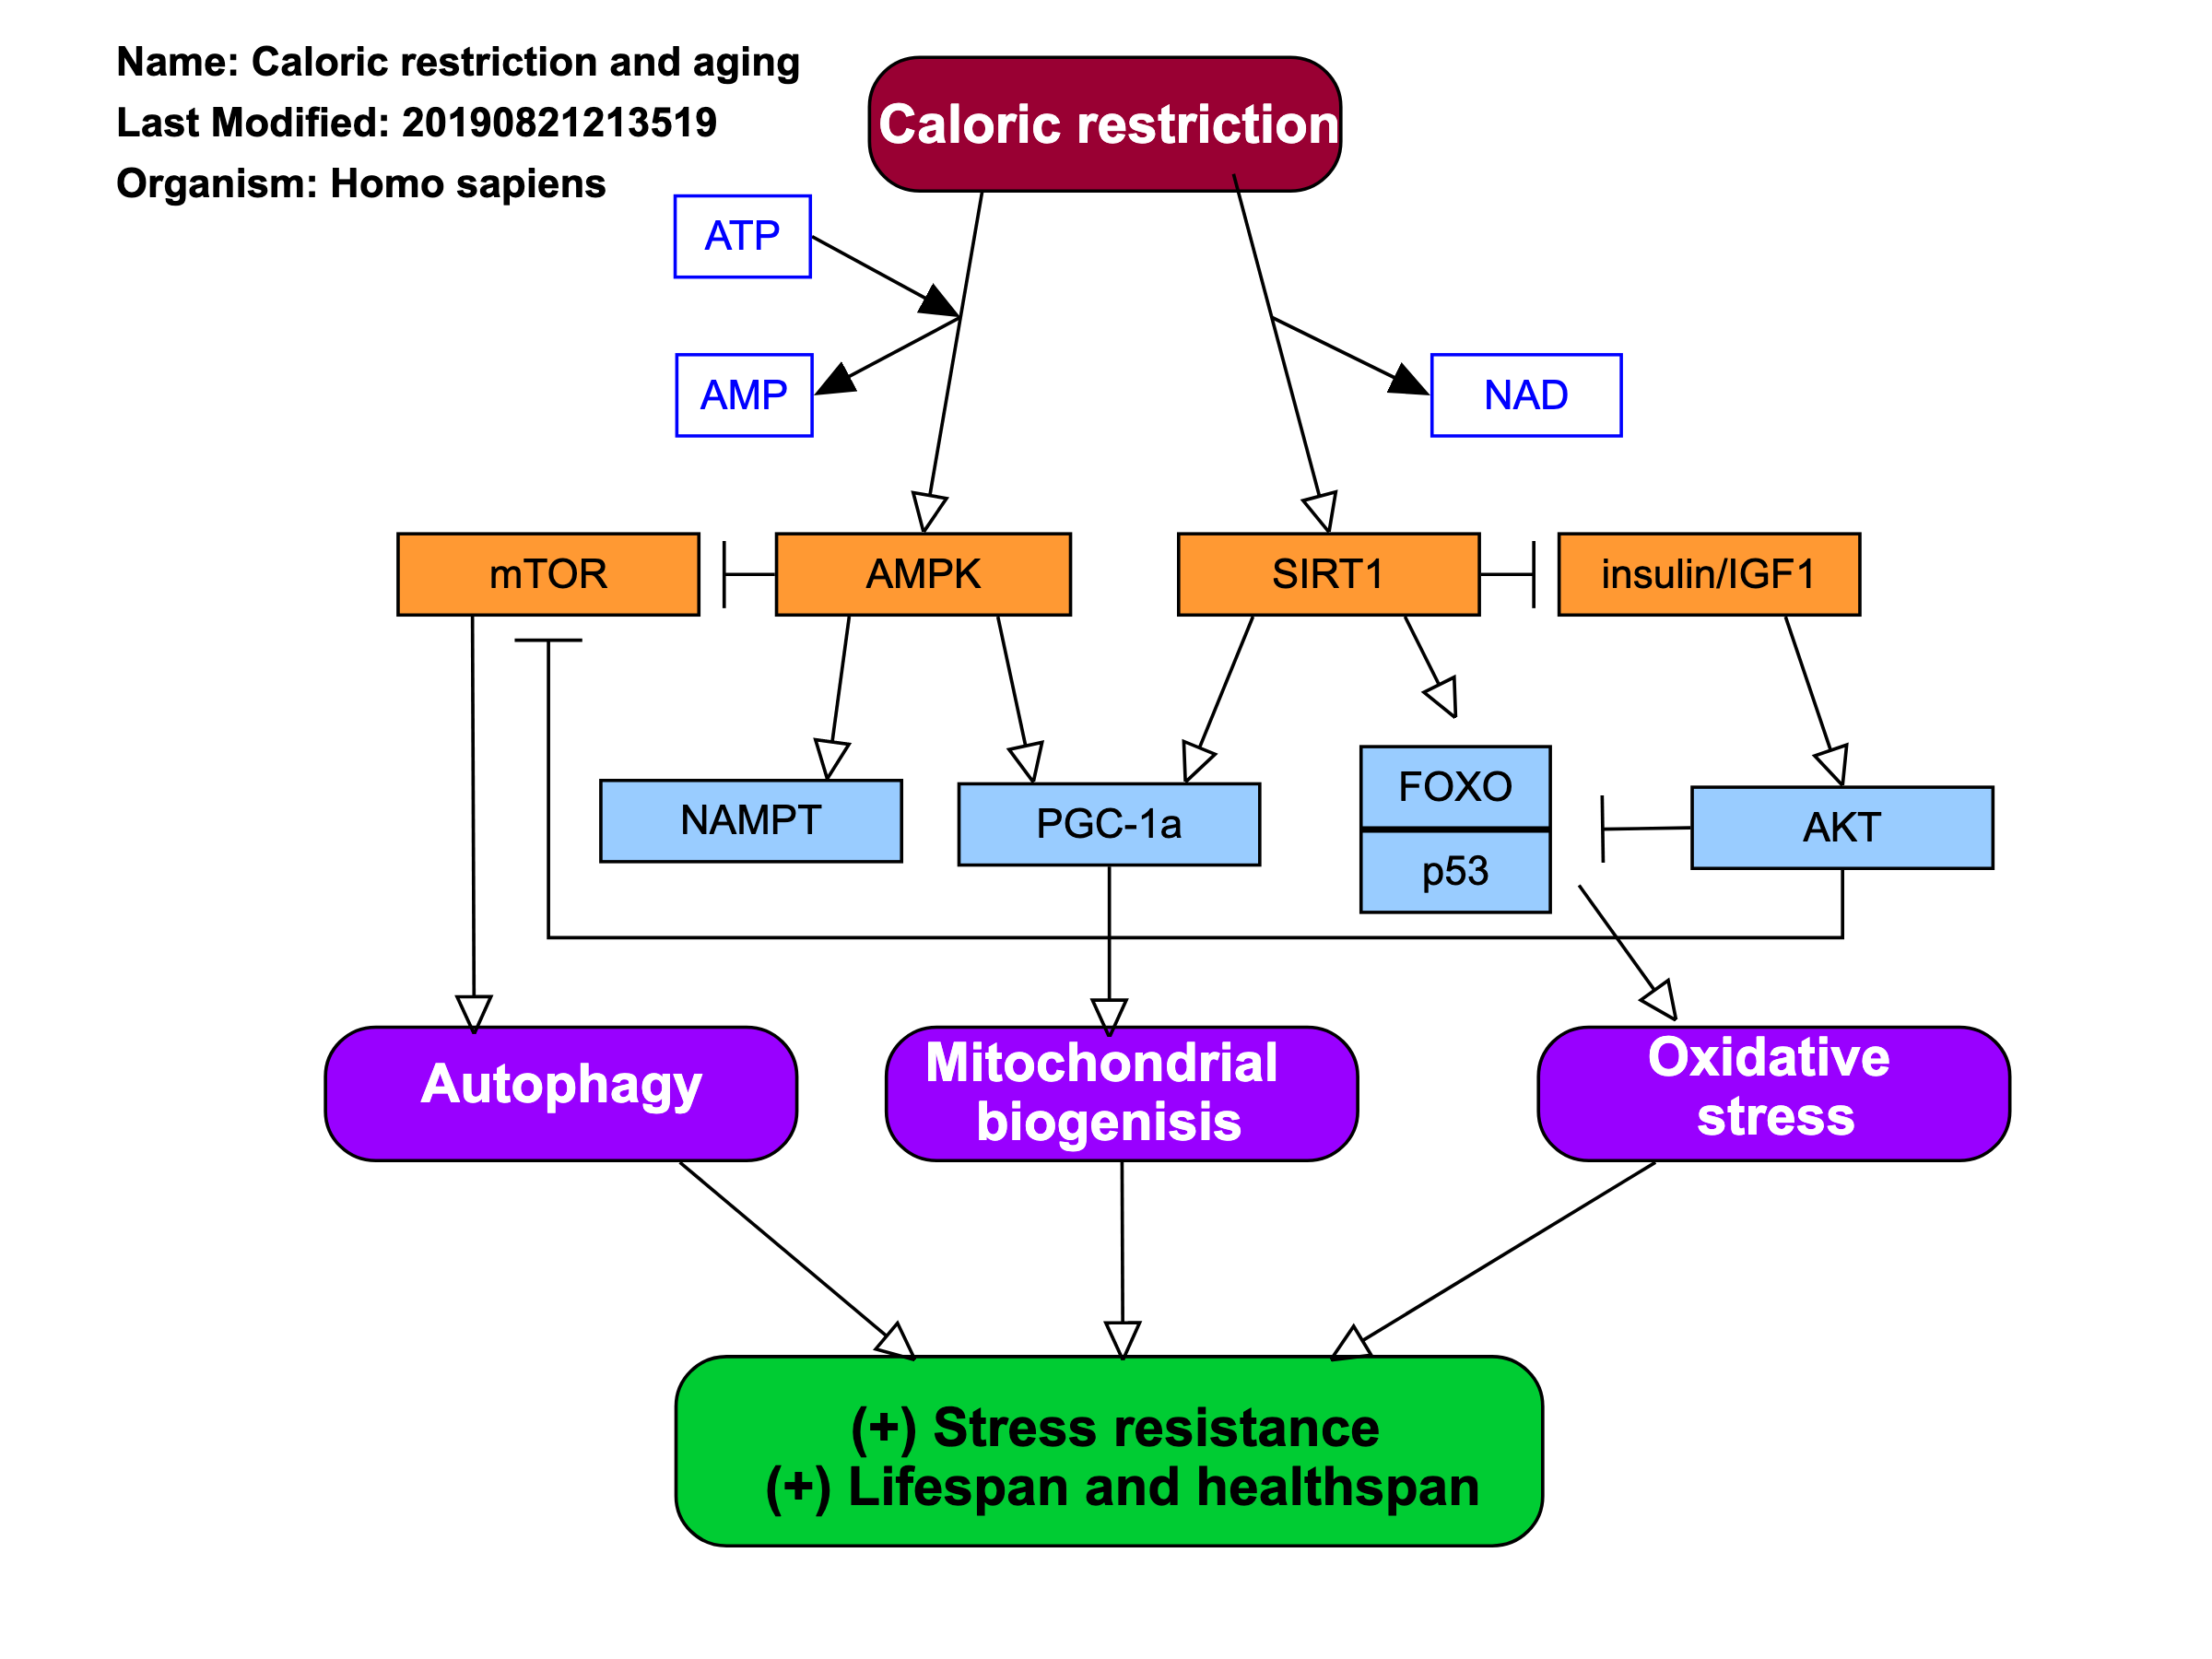 Name: Caloric restriction and aging
Last Modified: 20190821213519
Organism: Homo sapiens
Caloric restriction
ATP
AMP
NAD
mTOR
AMPK
SIRT1
insulin/IGF1
NAMPT
PGC-1a
FOXO
p53
AKT
Autophagy
Mitochondrial
biogenisis
Oxidative
stress
(+) Stress resistance
(+) Lifespan and healthspan